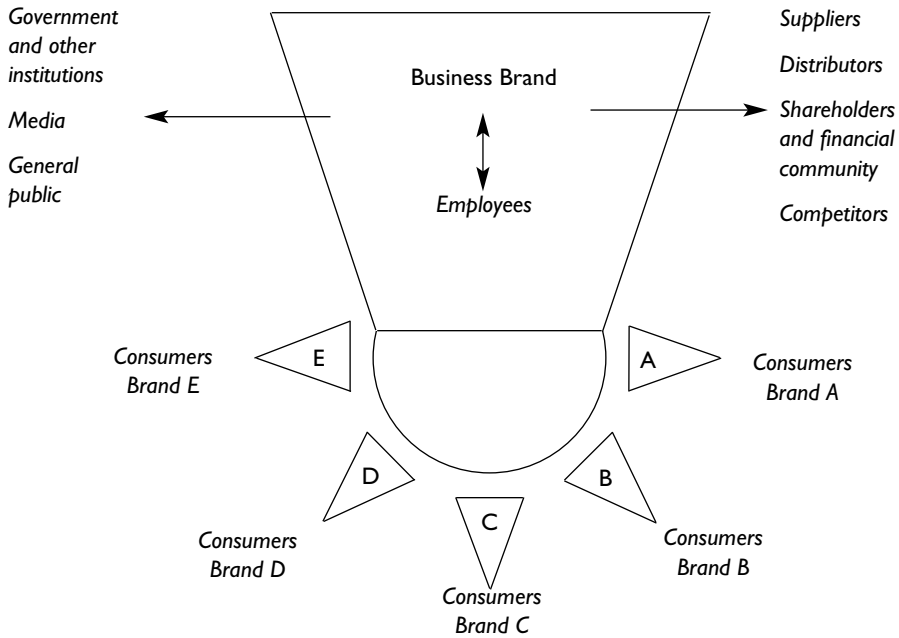 Government
and other
institutions
Media
General
public
Business Brand
Employees
Suppliers
Distributors
Shareholders
and financial
community
Competitors
E
A
Consumers
Brand E
Consumers
Brand A
D
B
C
Consumers
Brand D
Consumers
Brand B
Consumers
Brand C